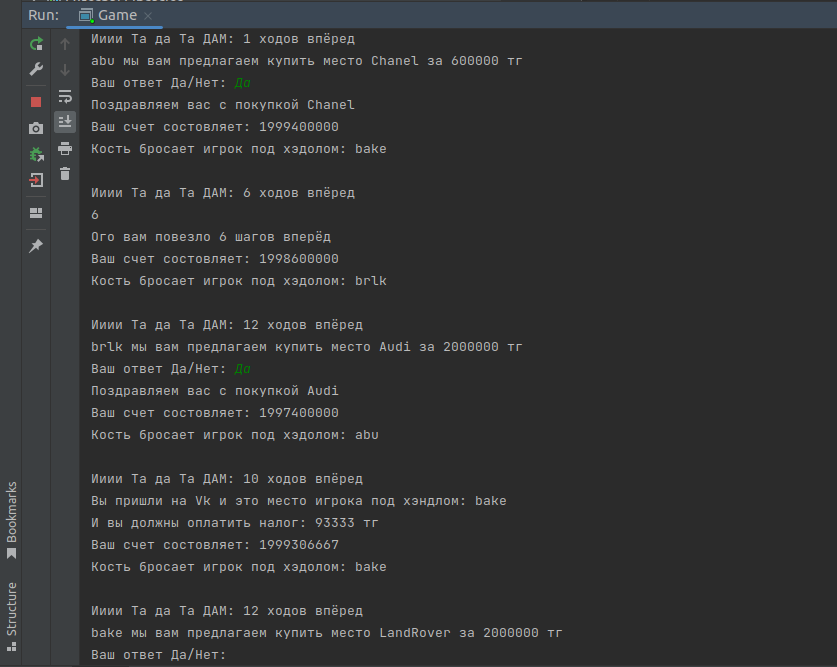 Run: Game
Ииии Та да Та ДАМ: 1 ходов впёред
abu мы вам предлагаем купить место Chanel за 600000 тг
Ваш ответ Да/Нет: Да
Поздравляем вас с покупкой Chanel
Ваш счет состовляет: 1999400000
Кость бросает игрок под хэдолом: bake
Ииии Та да Та ДАМ: 6 ходов впёред
6
Ого вам повезло 6 шагов вперёд
Ваш счет состовляет: 1998600000
Кость бросает игрок под хэдолом: brlk
Ииии Та да Та ДАМ: 12 ходов впёред
brlk мы вам предлагаем купить место Audi за 2000000 тг
Ваш ответ Да/Нет: Да
Поздравляем вас с покупкой Audi
Ваш счет состовляет: 1997400000
Кость бросает игрок под хэдолом: abu
Ииии Та да Та ДАМ: 10 ходов впёред
Вы пришли на Vk и это место игрока под хэндлом: bake
И вы должны оплатить налог: 93333 тг
Ваш счет состовляет: 1999306667
Кость бросает игрок под хэдолом: bake
Ииии Та да Та ДАМ: 12 ходов впёред
bake мы вам предлагаем купить место LandRover за 2000000 тг
Ваш ответ Да/Нет:
Bookmarks
Structure